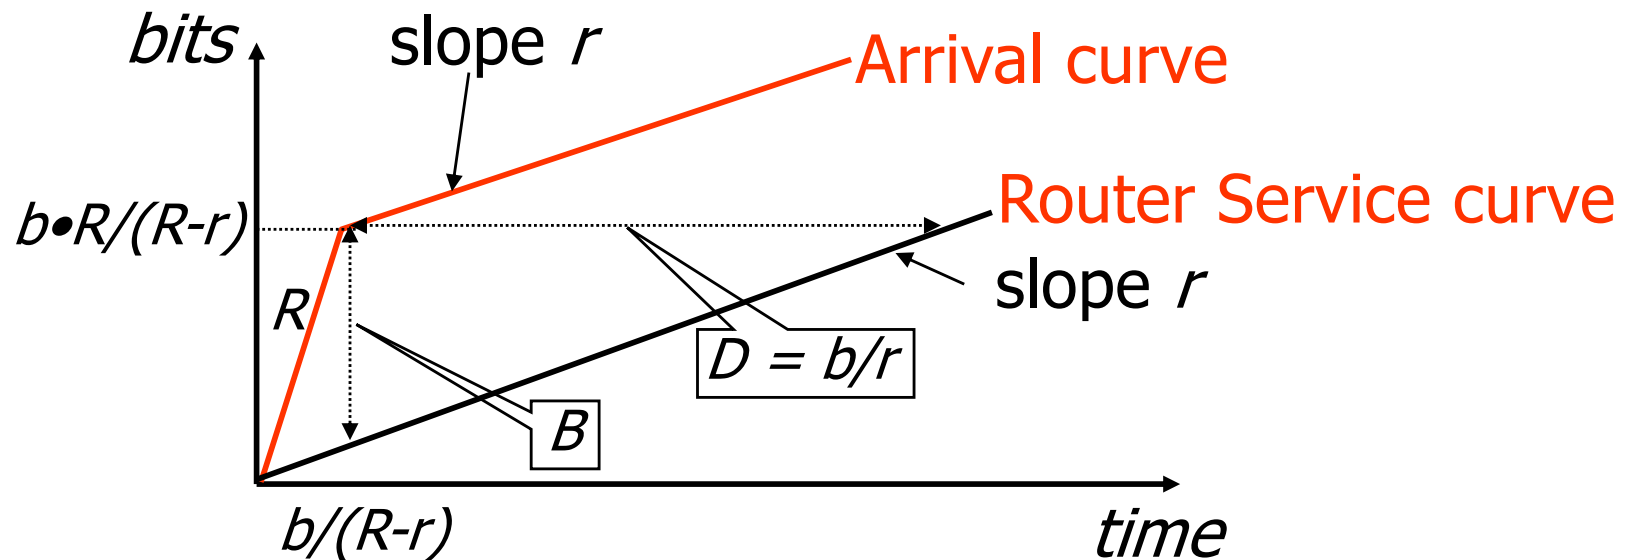 bits
slope r
Arrival curve
Router Service curve
b•R/(R-r)
slope r
R
D = b/r
B
b/(R-r)
time